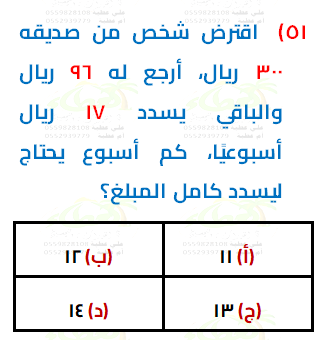 ٥١) اقترض شخص من صديقه
٣٠٠ ريال، أرجع له ٩٦ ريال
والباقي يسدد ١٧ ريال
أسبوعيًا، كم أسبوع يحتاج
ليسدد كامل المبلغ؟
(أ) ١١ (ب) ١٢
(ج) ١٣ (د) ١٤